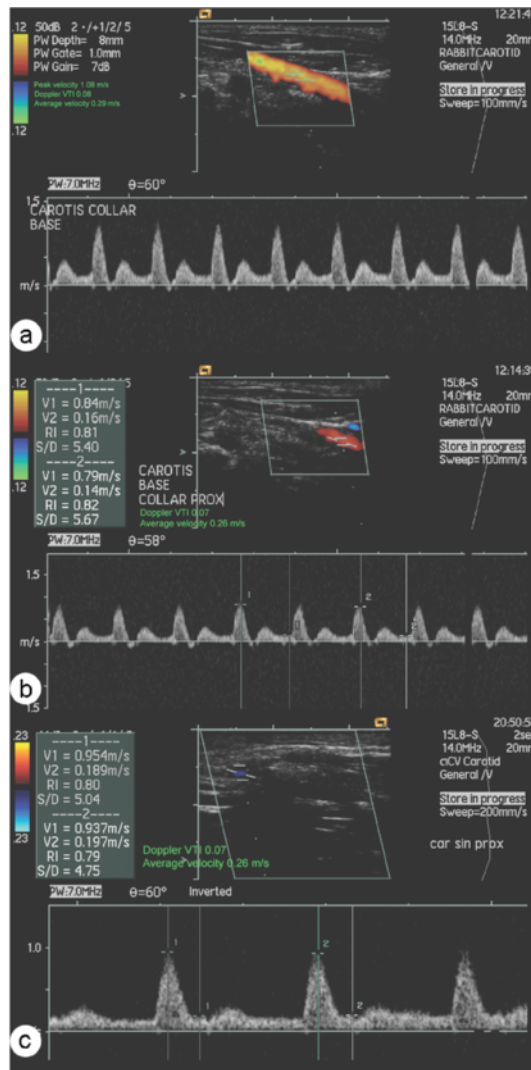 .12
50dB 2 ·/+1/2/5
PW Depth= 8mm
PW Gate= 1.0mm
PW Gain= 7dB
Peak velocity 1.08 m/s
Doppler VTI 0.08
Average velocity 0.29 m/s
.12
12:21:4
15L8-S
14.0MHz 20mm
RABBITCAROTID
General /V
Store in progress
Sweep=100mm/s
PW:7.0MHz θ=60°
1.5
CAROTIS COLLAR
BASE
m/s
a
.12
----1----
V1 = 0.84m/s
V2 = 0.16m/s
RI = 0.81
S/D = 5.40
----2----
V1 = 0.79m/s
V2 = 0.14m/s
RI = 0.82
S/D = 5.67
.12
CAROTIS
BASE
COLLAR PROX
Doppler VTI 0.07
Average velocity 0.26 m/s
12:14:3
15L8-S
14.0MHz 20mm
RABBITCAROTID
General /V
Store in progress
Sweep=100mm/s
PW:7.0MHz θ=58°
1.5
1
2
m/s
1.5
b
.23
----1----
V1 = 0.954m/s
V2 = 0.189m/s
RI = 0.80
S/D = 5.04
----2----
V1 = 0.937m/s
V2 = 0.197m/s
RI = 0.79
S/D = 4.75
.23
Doppler VTI 0.07
Average velocity 0.26 m/s
20:50:5
15L8-S
14.0MHz 20mm
General /V
Store in progress
Sweep=200mm/s
car sin prox
PW:7.0MHz θ=60° Inverted
1.0
1
2
1
2
c